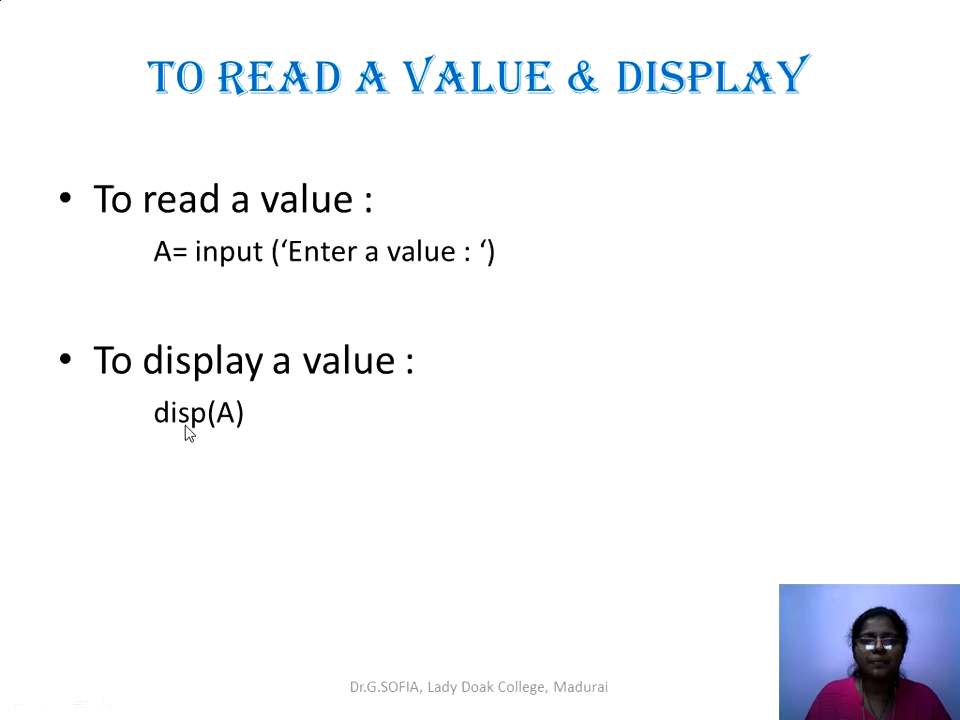 TO READ A VALUE & DISPLAY
• To read a value :
A= input (‘Enter a value : ‘)
• To display a value :
disp(A)
Dr.G.SOFIA, Lady Doak College, Madurai